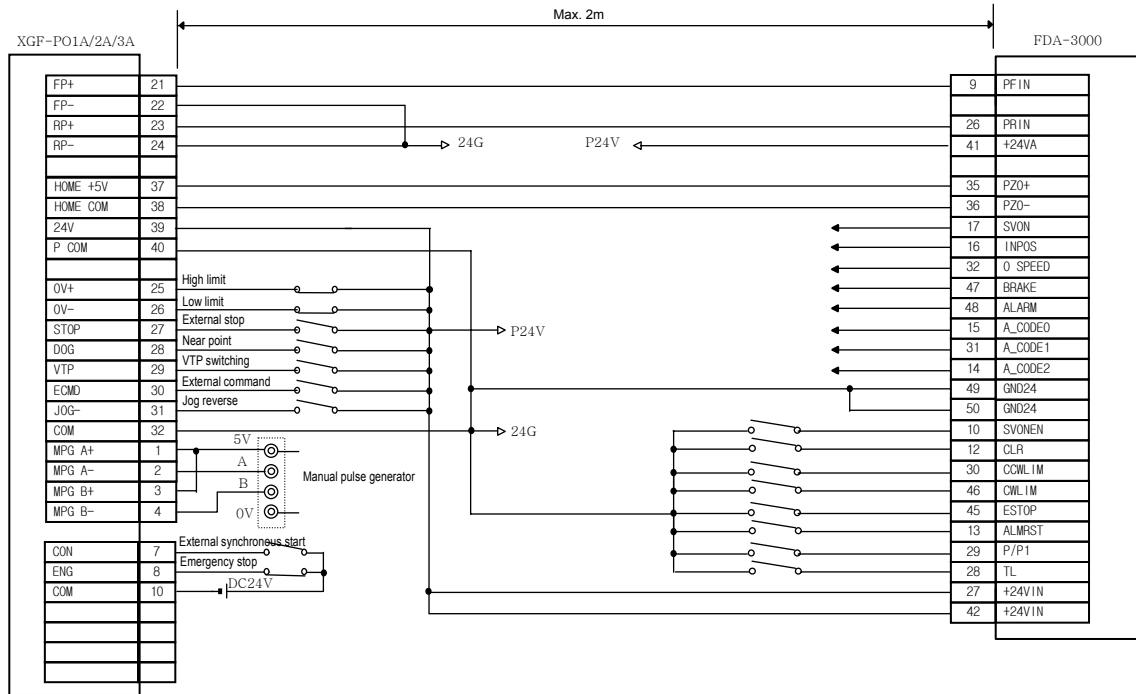 Max. 2m
XGF-PO1A/2A/3A
FDA-3000
FP+ 21
FP- 22
RP+ 23
RP- 24
24G
P24V
9 PFIN
26 PRIN
41 +24VA
HOME +5V 37
HOME COM 38
24V 39
P COM 40
35 PZO+
36 PZO-
17 SVON
16 INPOS
32 O SPEED
47 BRAKE
48 ALARM
15 A_CODE0
31 A_CODE1
14 A_CODE2
49 GND24
50 GND24
10 SVONEN
12 CLR
30 CCWLIM
46 CWLIM
45 ESTOP
13 ALMRST
29 P/P1
28 TL
27 +24VIN
42 +24VIN
OV+ 25 High limit
OV- 26 Low limit
STOP 27 External stop
P24V
DOG 28 Near point
VTP 29 VTP switching
ECMD 30 External command
JOG- 31 Jog reverse
COM 32
24G
MPG A+ 1 5V
MPG A- 2 A
Manual pulse generator
MPG B+ 3 B
MPG B- 4 0V
CON 7 External synchronous start
ENG 8 Emergency stop
COM 10 DC24V